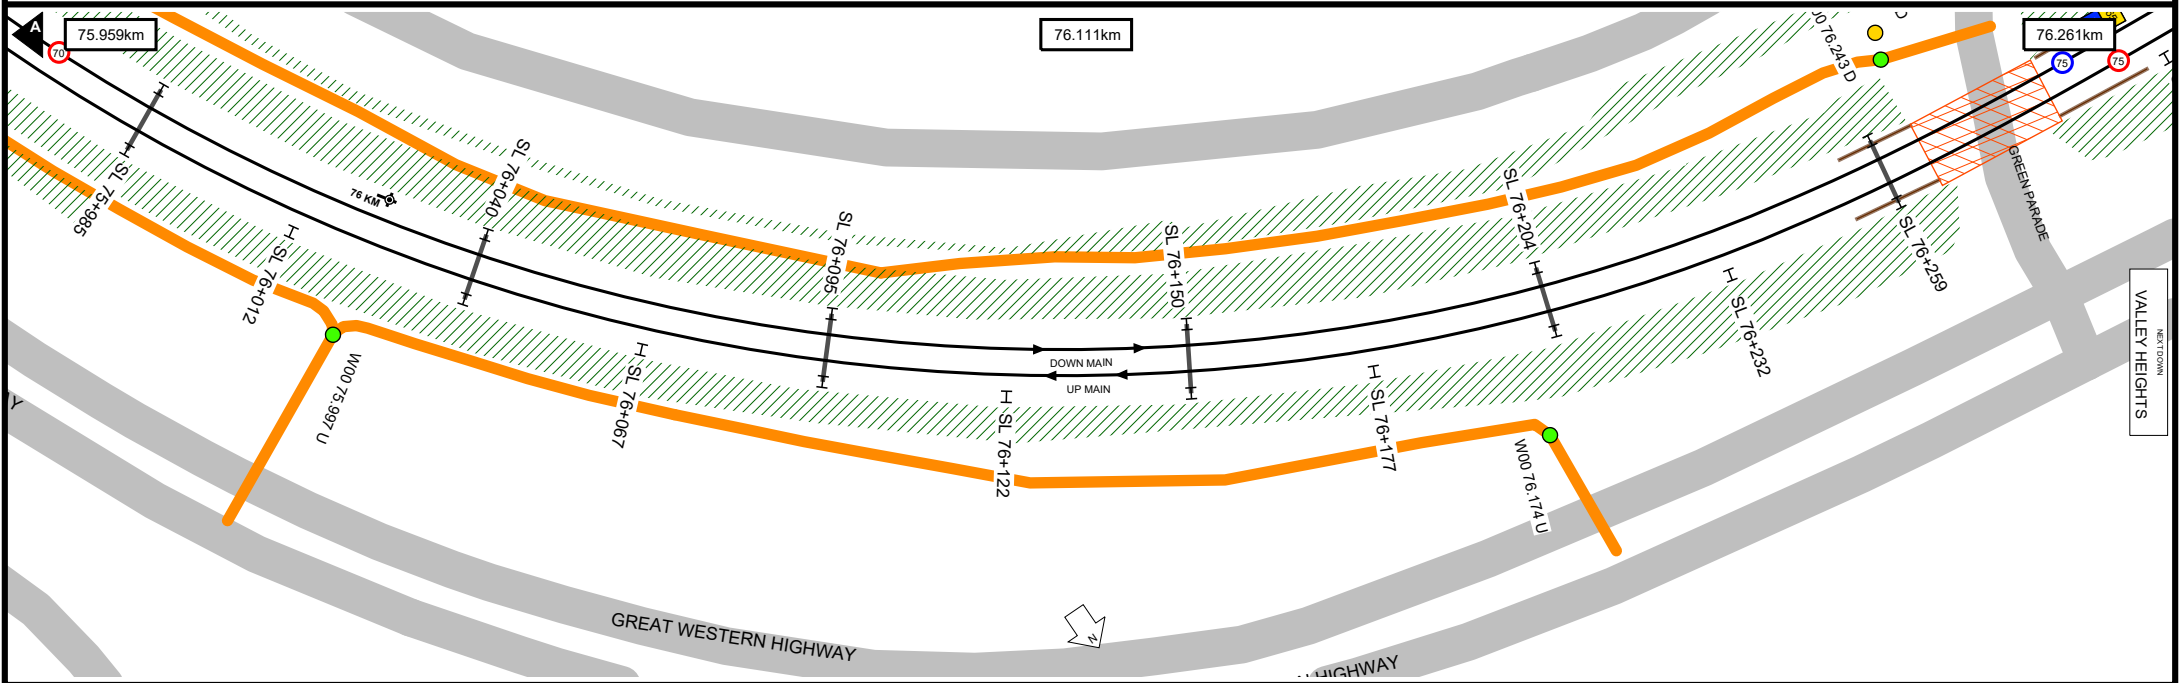 A
75.959km
70
76.111km
76.243 D
D
76.261km
75
75
SL 75+985
76 KM
SL 76+040
SL 76+012
SL 76+095
SL 76+150
SL 76+204
SL 76+259
GREEN PARADE
SL 76+232
NEXT DOWN
VALLEY HEIGHTS
DOWN MAIN
UP MAIN
W00 75.997 U
SL 76+067
SL 76+122
SL 76+177
W00 76.174 U
GREAT WESTERN HIGHWAY
HIGHWAY
N
Y